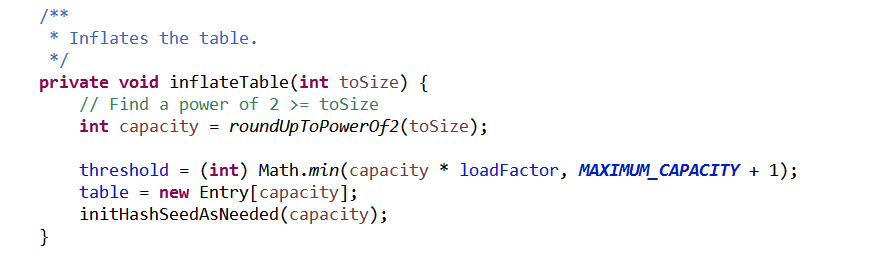 /**
 * Inflates the table.
 */
private void inflateTable(int toSize) {
    // Find a power of 2 >= toSize
    int capacity = roundUpToPowerOf2(toSize);

    threshold = (int) Math.min(capacity * loadFactor, MAXIMUM_CAPACITY + 1);
    table = new Entry[capacity];
    initHashSeedAsNeeded(capacity);
}